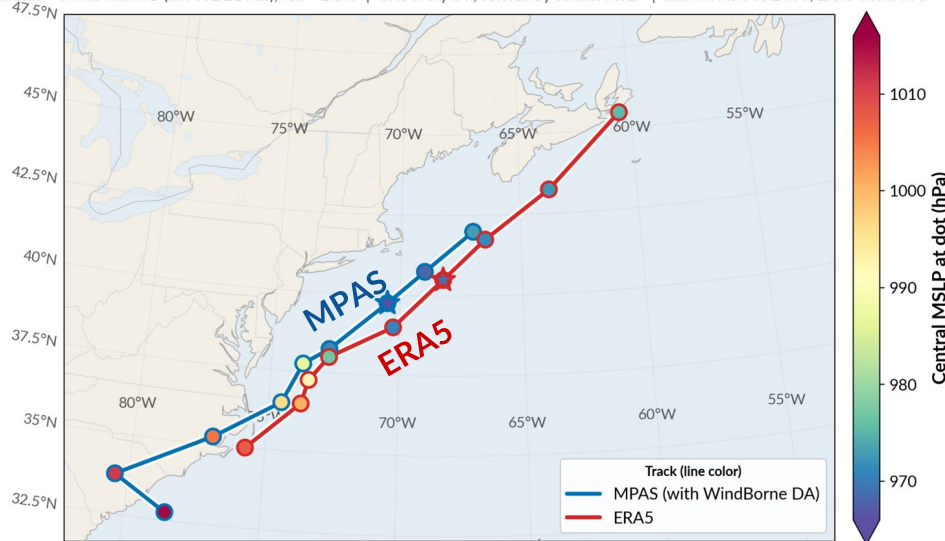 47.5°N
45°N
42.5°N
40°N
37.5°N
35°N
32.5°N
80°W
75°W
70°W
65°W
60°W
55°W
80°W
70°W
65°W
60°W
55°W
MPAS
ERA5
Track (line color)
MPAS (with WindBorne DA)
ERA5
1010
1000
990
980
970
Central MSLP at dot (hPa)